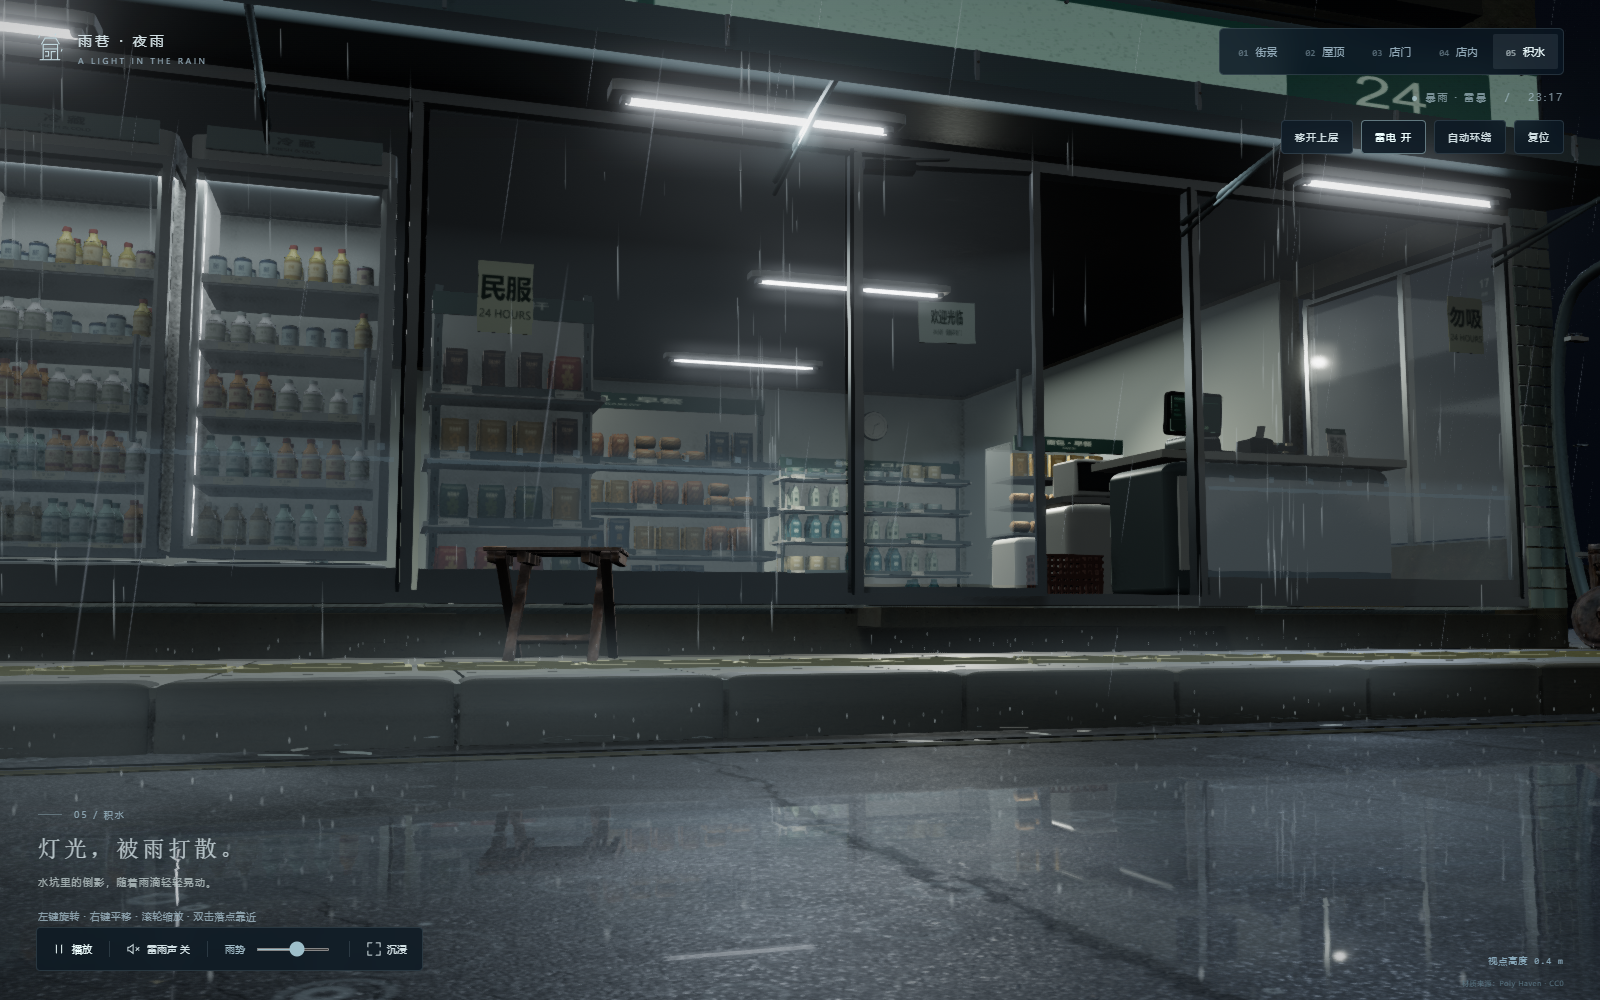 雨巷 · 夜雨
A LIGHT IN THE RAIN
01 街景 02 屋顶 03 店门 04 店内 05 积水
24
暴雨 · 雷暴 / 23:17
移开上层 雷电 开 自动环绕 复位
民服
24 HOURS
欢迎光临
勿吸
24 HOURS
05 / 积水
灯光，被雨打散。
水坑里的倒影，随着雨滴轻轻晃动。
左键旋转 · 右键平移 · 滚轮缩放 · 双击落点靠近
播放 雷雨声 关 雨势 沉浸
视点高度 0.4 m
Poly Haven · CC0